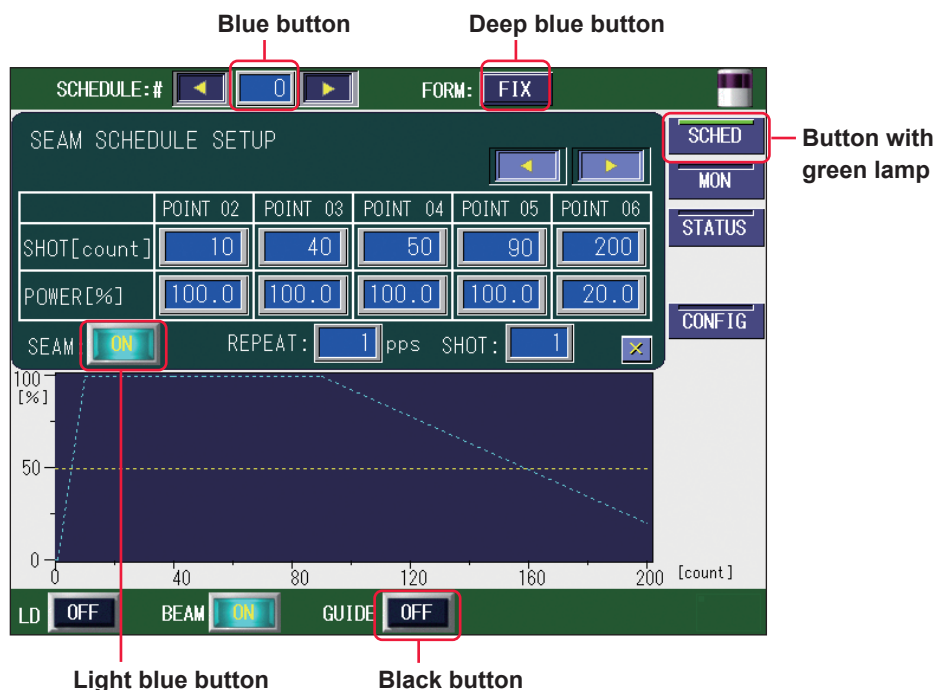 Blue button Deep blue button
SCHEDULE:# 0 FORM: FIX
SEAM SCHEDULE SETUP
SCHED
Button with
green lamp
MON
STATUS
CONFIG
POINT 02 POINT 03 POINT 04 POINT 05 POINT 06
SHOT[count] 10 40 50 90 200
POWER[%] 100.0 100.0 100.0 100.0 20.0
SEAM: ON REPEAT: 1 pps SHOT: 1 ×
100
[%]
50
0
0 40 80 120 160 200 [count]
LD OFF BEAM ON GUIDE OFF
Light blue button Black button